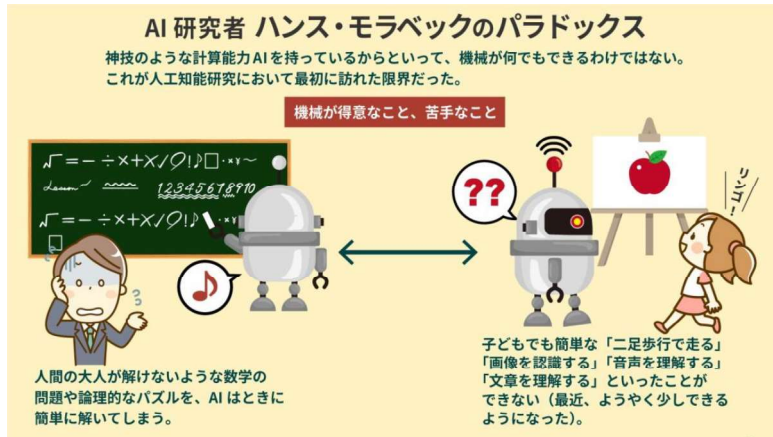 AI 研究者 ハンス・モラベックのパラドックス
神技のような計算能力 AI を持っているからといって、機械が何でもできるわけではない。
これが人工知能研究において最初に訪れた限界だった。
機械が得意なこと、苦手なこと
√=-÷×+×/○!♪□・×¥~
Lesson
12345678910
√=-÷×+×/○!♪□・×¥
□
??
リンゴ!
♪
人間の大人が解けないような数学の
問題や論理的なパズルを、AI はときに
簡単に解いてしまう。
子どもでも簡単な「二足歩行で走る」
「画像を認識する」「音声を理解する」
「文章を理解する」といったことが
できない（最近、ようやく少しできる
ようになった）。